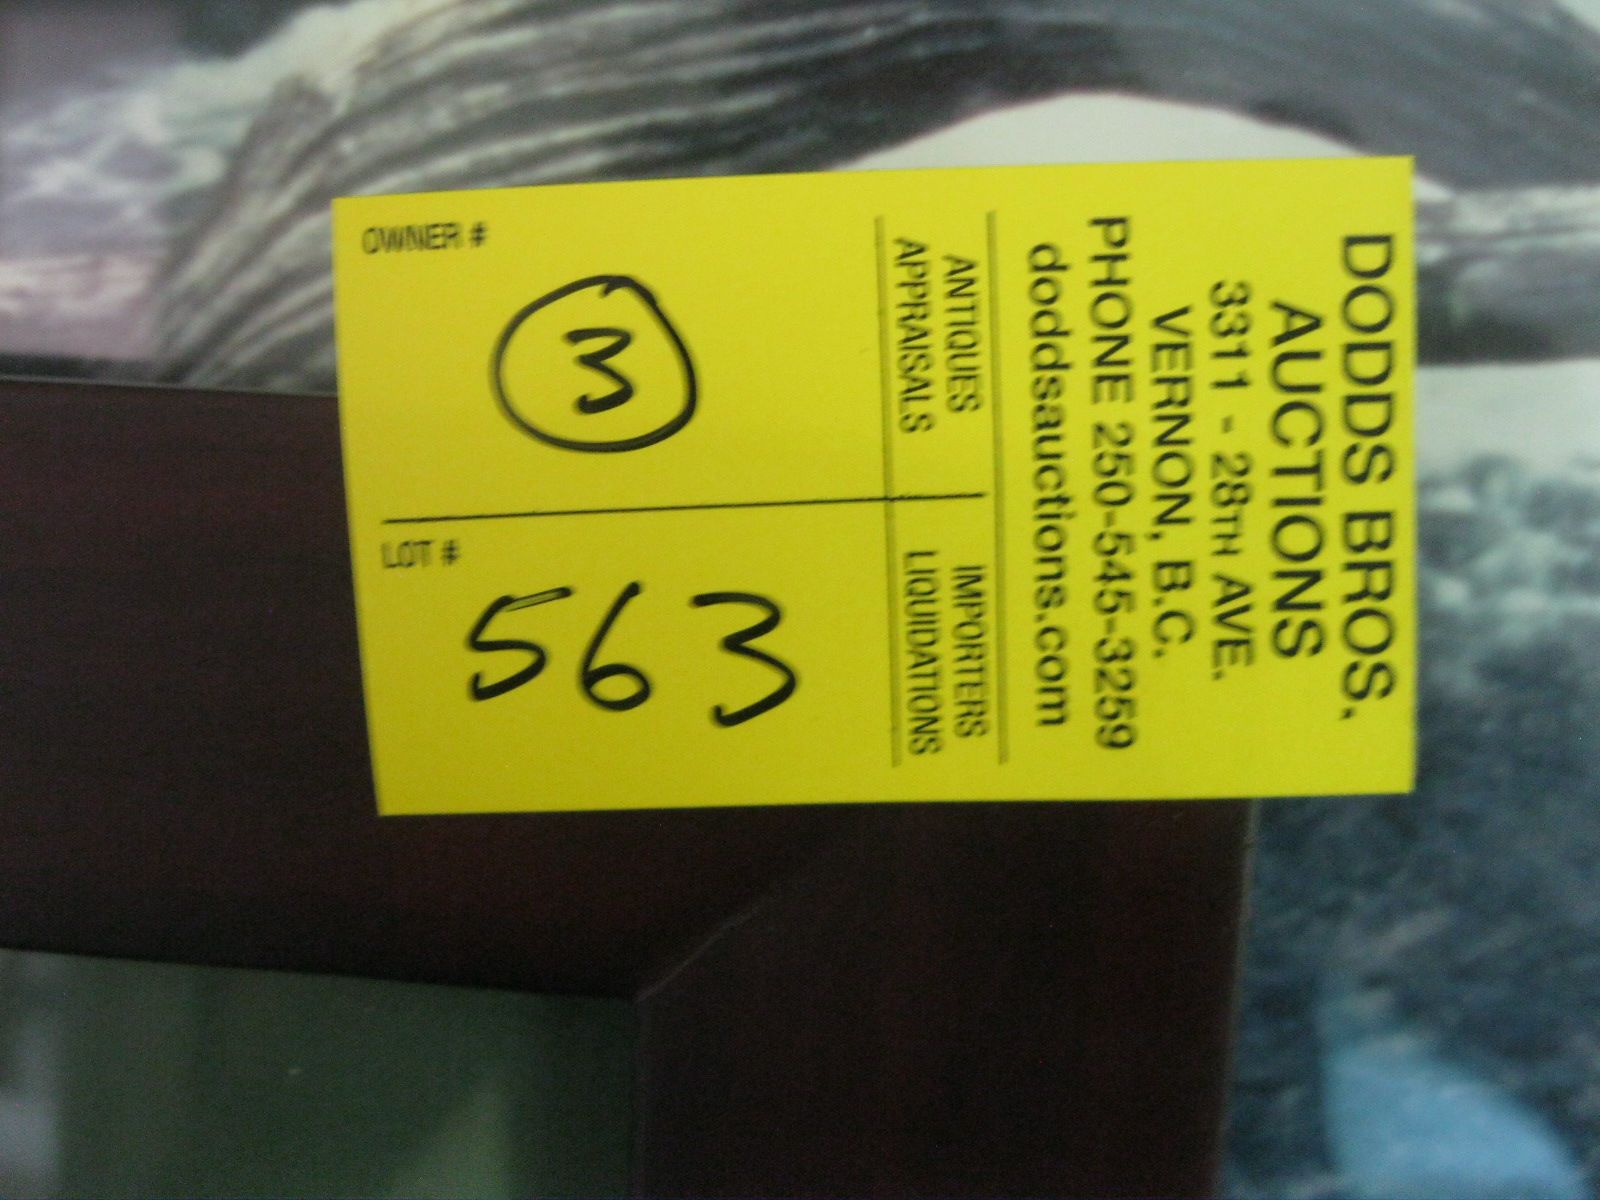 DODDS BROS.
AUCTIONS
3311 - 28TH AVE.
VERNON, B.C.
PHONE 250-545-3259
doddsauctions.com
ANTIQUES
APPRAISALS
IMPORTERS
LIQUIDATIONS
OWNER #
3
LOT #
563